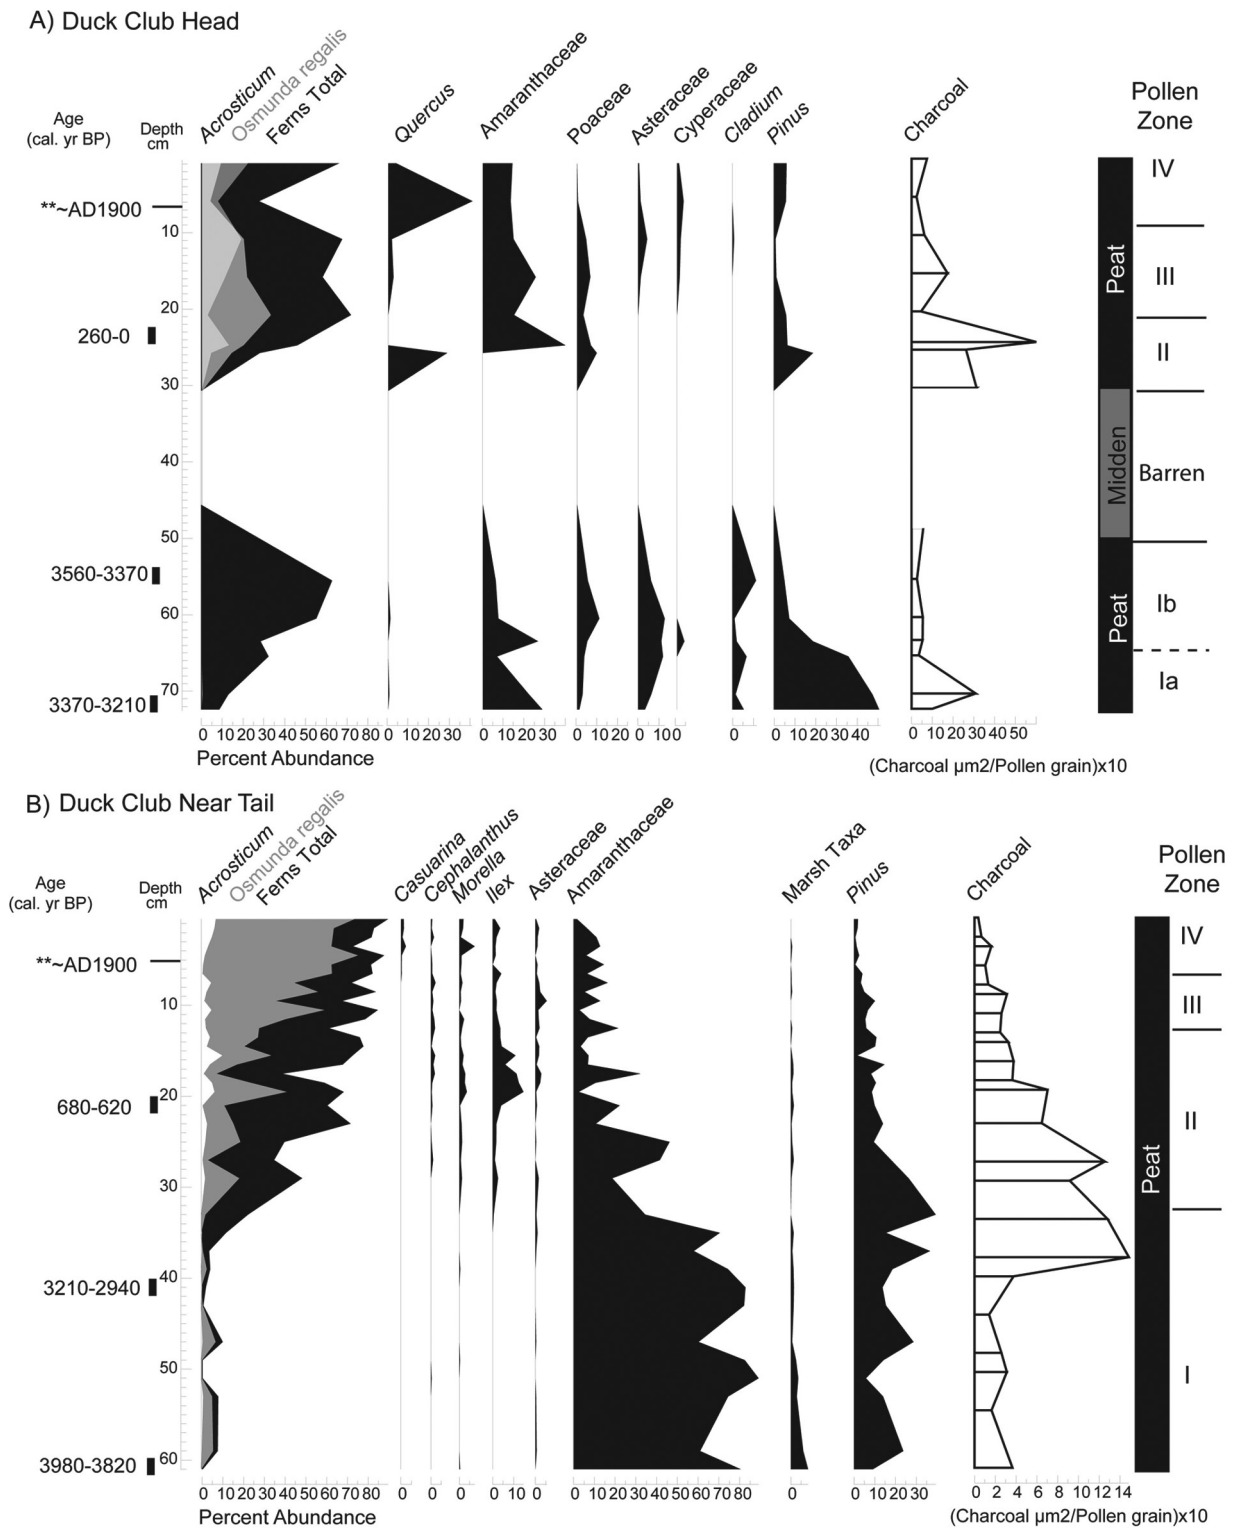 A) Duck Club Head
Age
(cal. yr BP)
Depth
cm
Acrosticum
Osmunda regalis
Ferns Total
Quercus
Amaranthaceae
Poaceae
Asteraceae
Cyperaceae
Cladium
Pinus
Charcoal
Pollen
Zone
**~AD1900
260-0
3560-3370
3370-3210
10
20
30
40
50
60
70
Peat
Midden
Peat
IV
III
II
Barren
Ib
Ia
0 10 20 30 40 50 60 70 80
0 10 20 30
0 10 20 30
0 10 20
0 10 0
0
0 10 20 30 40
0 10 20 30 40 50
Percent Abundance
(Charcoal µm2/Pollen grain)x10
B) Duck Club Near Tail
Age
(cal. yr BP)
Depth
cm
Acrosticum
Osmunda regalis
Ferns Total
Casuarina
Cephalanthus
Morella
Ilex
Asteraceae
Amaranthaceae
Marsh Taxa
Pinus
Charcoal
Pollen
Zone
**~AD1900
680-620
3210-2940
3980-3820
10
20
30
40
50
60
Peat
IV
III
II
I
0 10 20 30 40 50 60 70 80
0
0
0
0 10
0
0 10 20 30 40 50 60 70 80
0
0 10 20 30
0 2 4 6 8 10 12 14
Percent Abundance
(Charcoal µm2/Pollen grain)x10